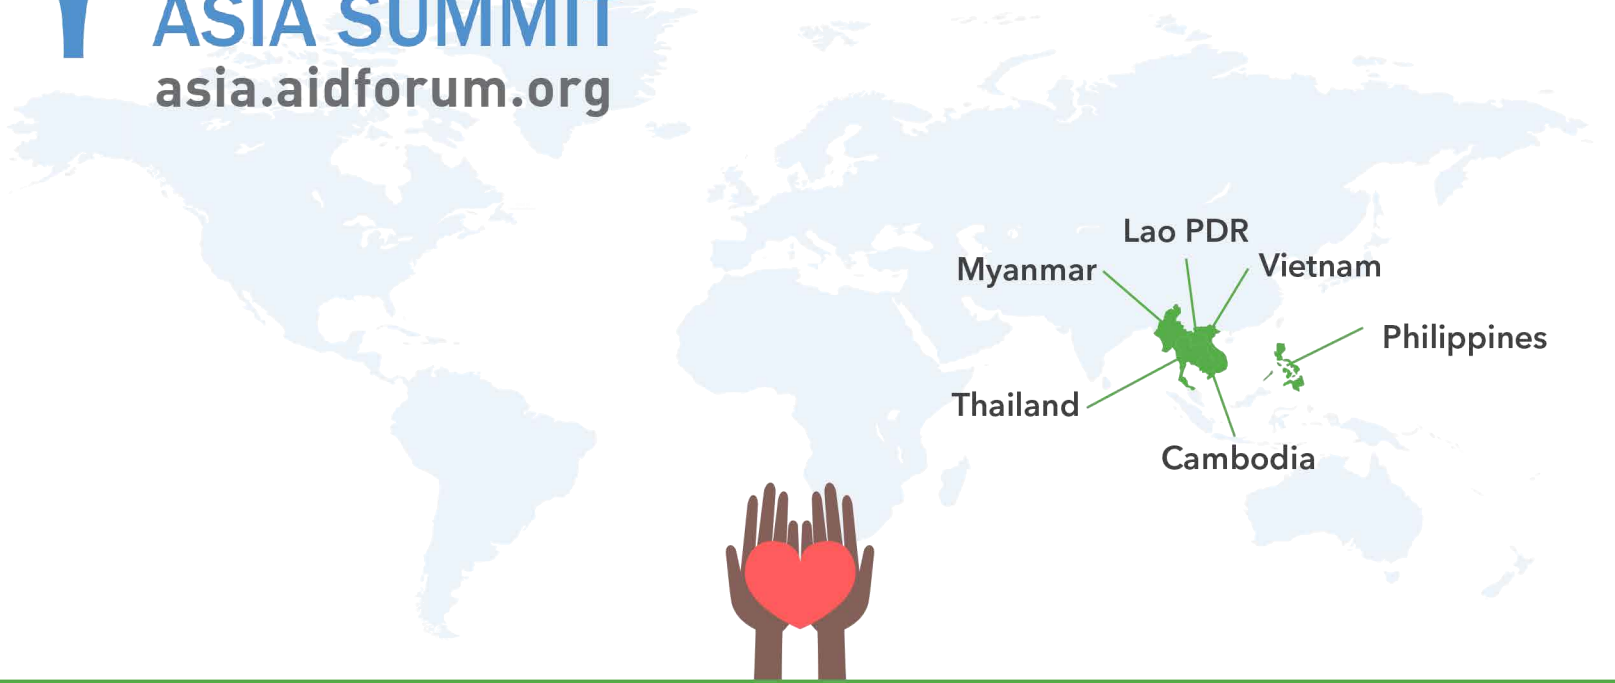 ASIA SUMMIT
asia.aidforum.org
Lao PDR
Myanmar
Vietnam
Philippines
Thailand
Cambodia